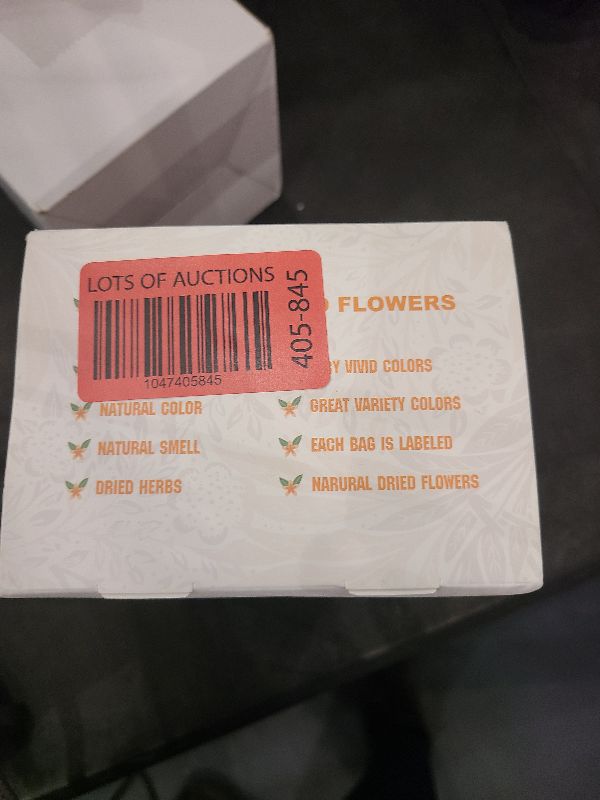 LOTS OF AUCTIONS
1047405845
405-845
FLOWERS
VIVID COLORS
NATURAL COLOR
GREAT VARIETY COLORS
NATURAL SMELL
EACH BAG IS LABELED
DRIED HERBS
NARURAL DRIED FLOWERS